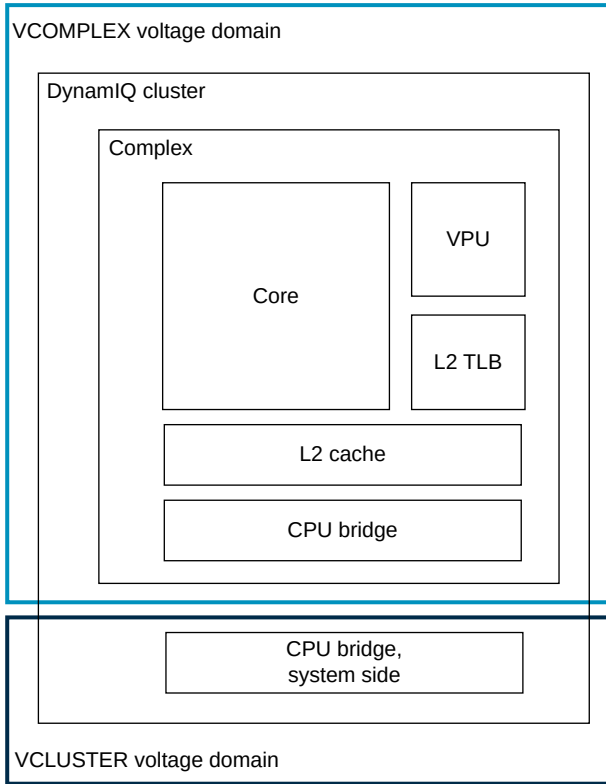 VCOMPLEX voltage domain
DynamIQ cluster
Complex
Core
VPU
L2 TLB
L2 cache
CPU bridge
CPU bridge,
system side
VCLUSTER voltage domain